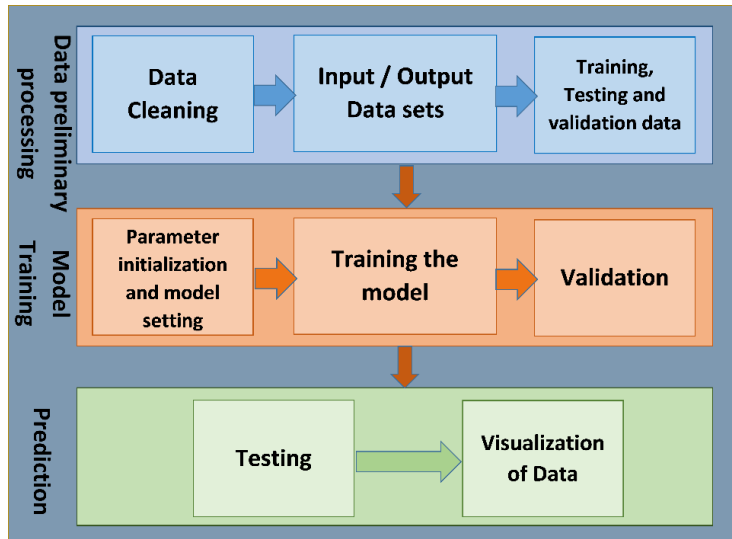 Data preliminary
processing
Data
Cleaning
Input / Output
Data sets
Training,
Testing and
validation data
Model
Training
Parameter
initialization
and model
setting
Training the
model
Validation
Prediction
Testing
Visualization
of Data